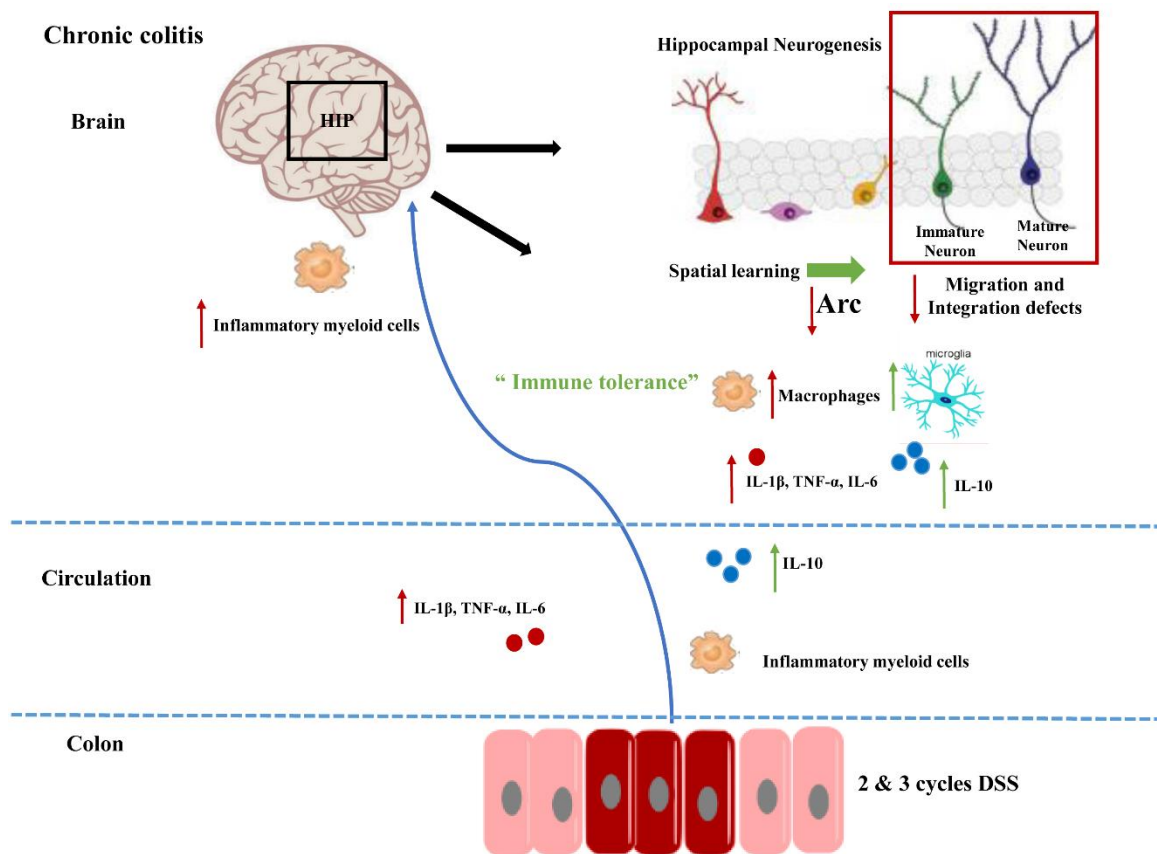 Chronic colitis
Brain
HIP
Inflammatory myeloid cells
Hippocampal Neurogenesis
Immature
Neuron
Mature
Neuron
Spatial learning
Arc
Migration and
Integration defects
“ Immune tolerance”
Macrophages
microglia
IL-1β, TNF-α, IL-6
IL-10
Circulation
IL-1β, TNF-α, IL-6
IL-10
Inflammatory myeloid cells
Colon
2 & 3 cycles DSS